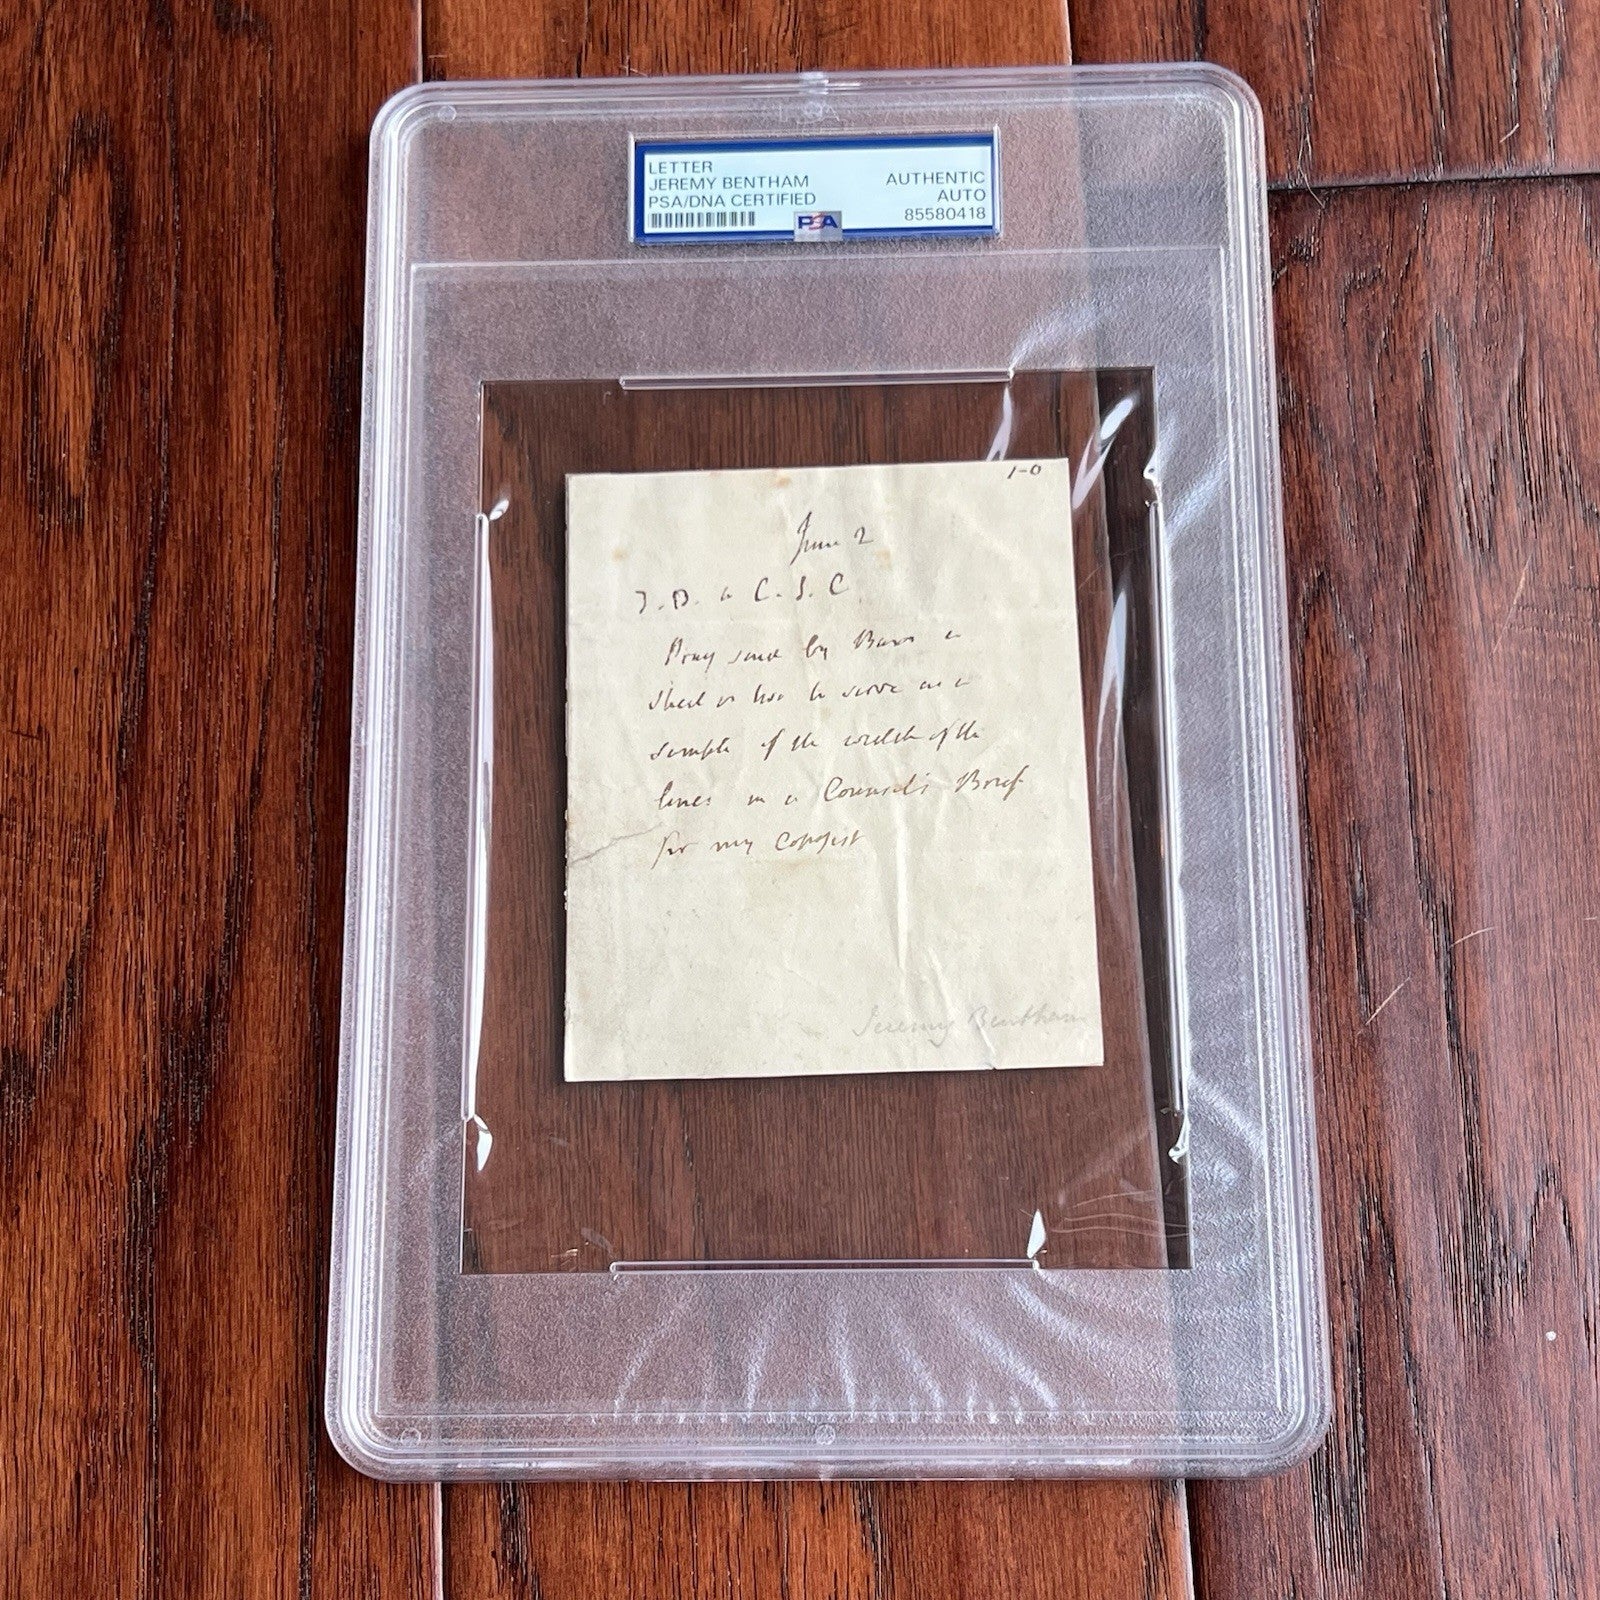 LETTER
JEREMY BENTHAM
PSA/DNA CERTIFIED
AUTHENTIC
AUTO
85580418
PSA
1-0
June 2
J.B. to C.S.C
Pray send by Barr a
sheet or two to serve as a
sample of the width of the
lines in a Counsel's Brief
for my Copyist
Jeremy Bentham